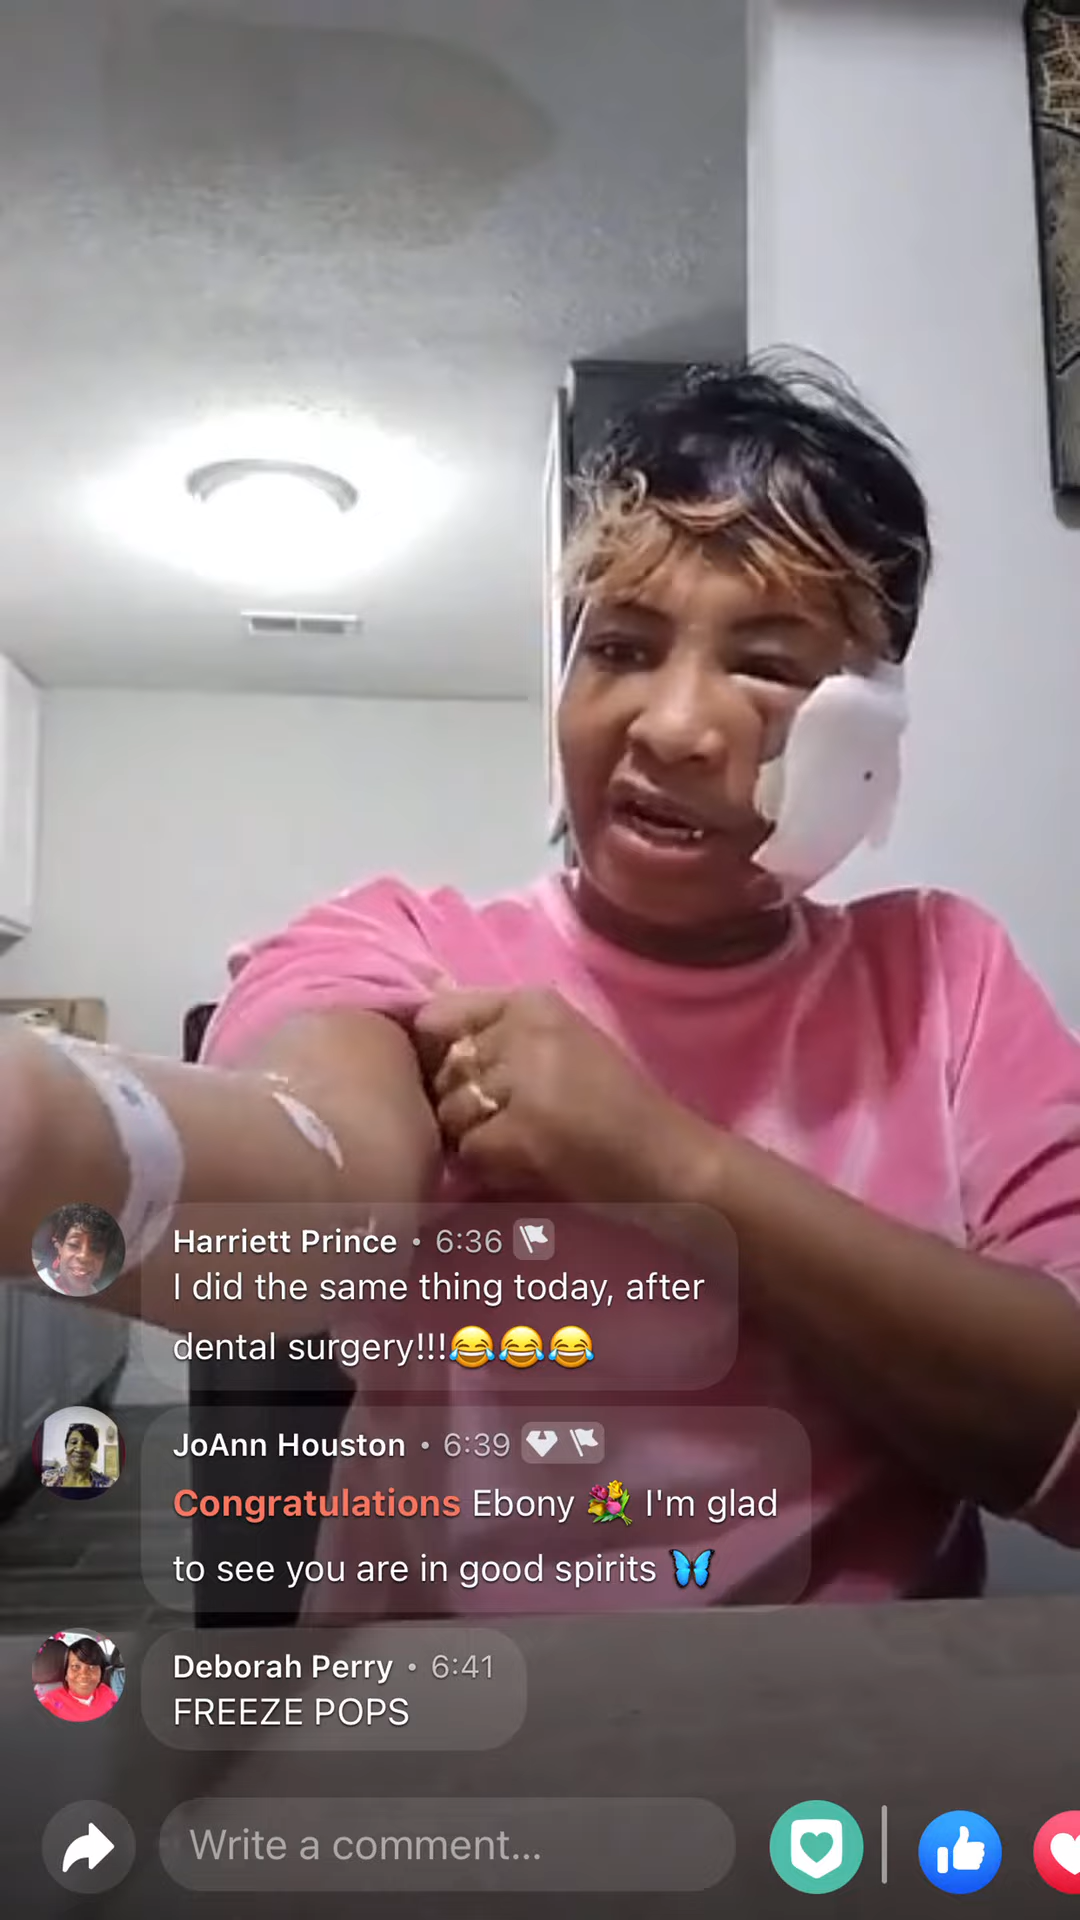 Harriett Prince • 6:36
I did the same thing today, after
dental surgery!!!😂😂😂
JoAnn Houston • 6:39
Congratulations Ebony 💐 I'm glad
to see you are in good spirits 🦋
Deborah Perry • 6:41
FREEZE POPS
Write a comment...